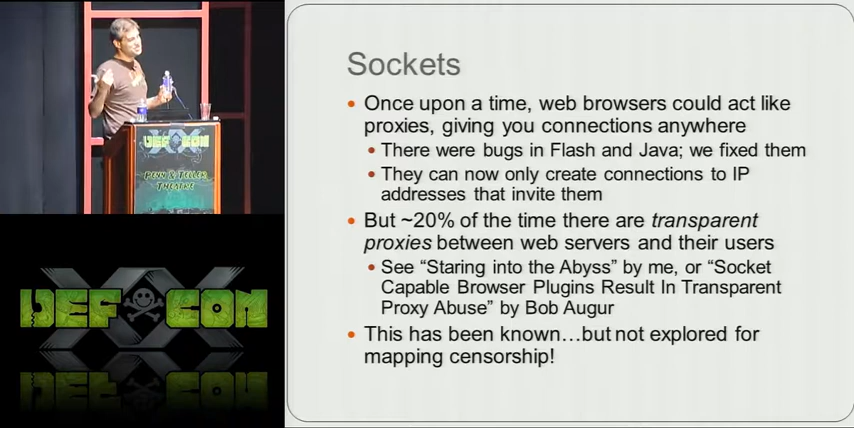 DEF CON
PENN & TELLER
THEATRE
DEF CON
Sockets
Once upon a time, web browsers could act like
proxies, giving you connections anywhere
There were bugs in Flash and Java; we fixed them
They can now only create connections to IP
addresses that invite them
But ~20% of the time there are transparent
proxies between web servers and their users
See “Staring into the Abyss” by me, or “Socket
Capable Browser Plugins Result In Transparent
Proxy Abuse” by Bob Augur
This has been known…but not explored for
mapping censorship!